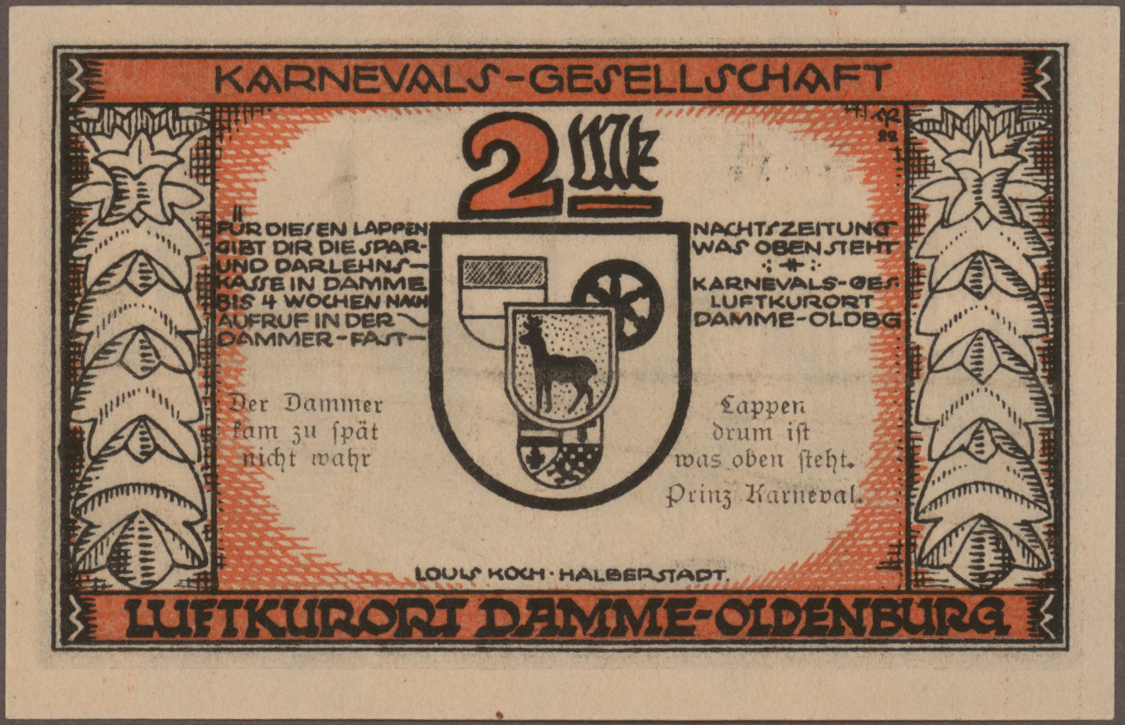 KARNEVALS-GESELLSCHAFT
2 Mk
FÜR DIESEN LAPPEN
GIBT DIR DIE SPAR-
UND DARLEHNS-
KASSE IN DAMME
BIS 4 WOCHEN NACH
AUFRUF IN DER
DAMMER-FAST-
NACHTSZEITUNG
WAS OBEN STEHT
KARNEVALS-GES.
LUFTKURORT
DAMME-OLDBG
Der Dammer
kam zu spät
nicht wahr
Lappen
drum ist
was oben steht.
Prinz Karneval.
LOUIS KOCH · HALBERSTADT.
LUFTKURORT DAMME-OLDENBURG